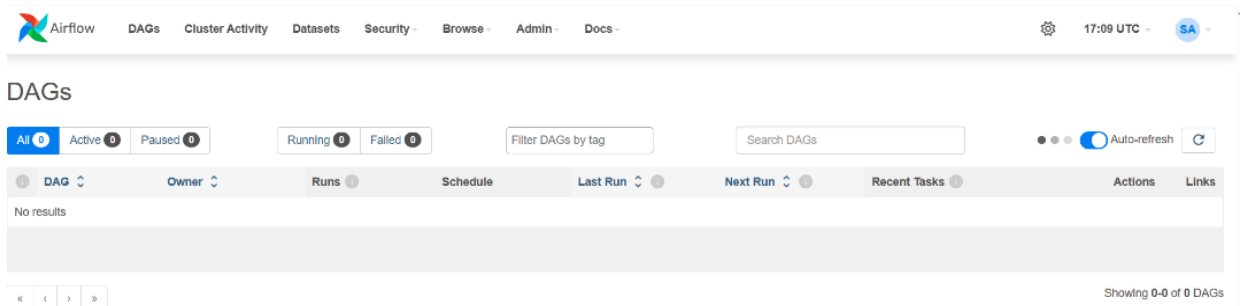 Airflow DAGs Cluster Activity Datasets Security Browse Admin Docs 17:09 UTC SA
DAGs
All 0 Active 0 Paused 0 Running 0 Failed 0 Filter DAGs by tag Search DAGs Auto-refresh
DAG Owner Runs Schedule Last Run Next Run Recent Tasks Actions Links
No results
« ‹ › » Showing 0-0 of 0 DAGs